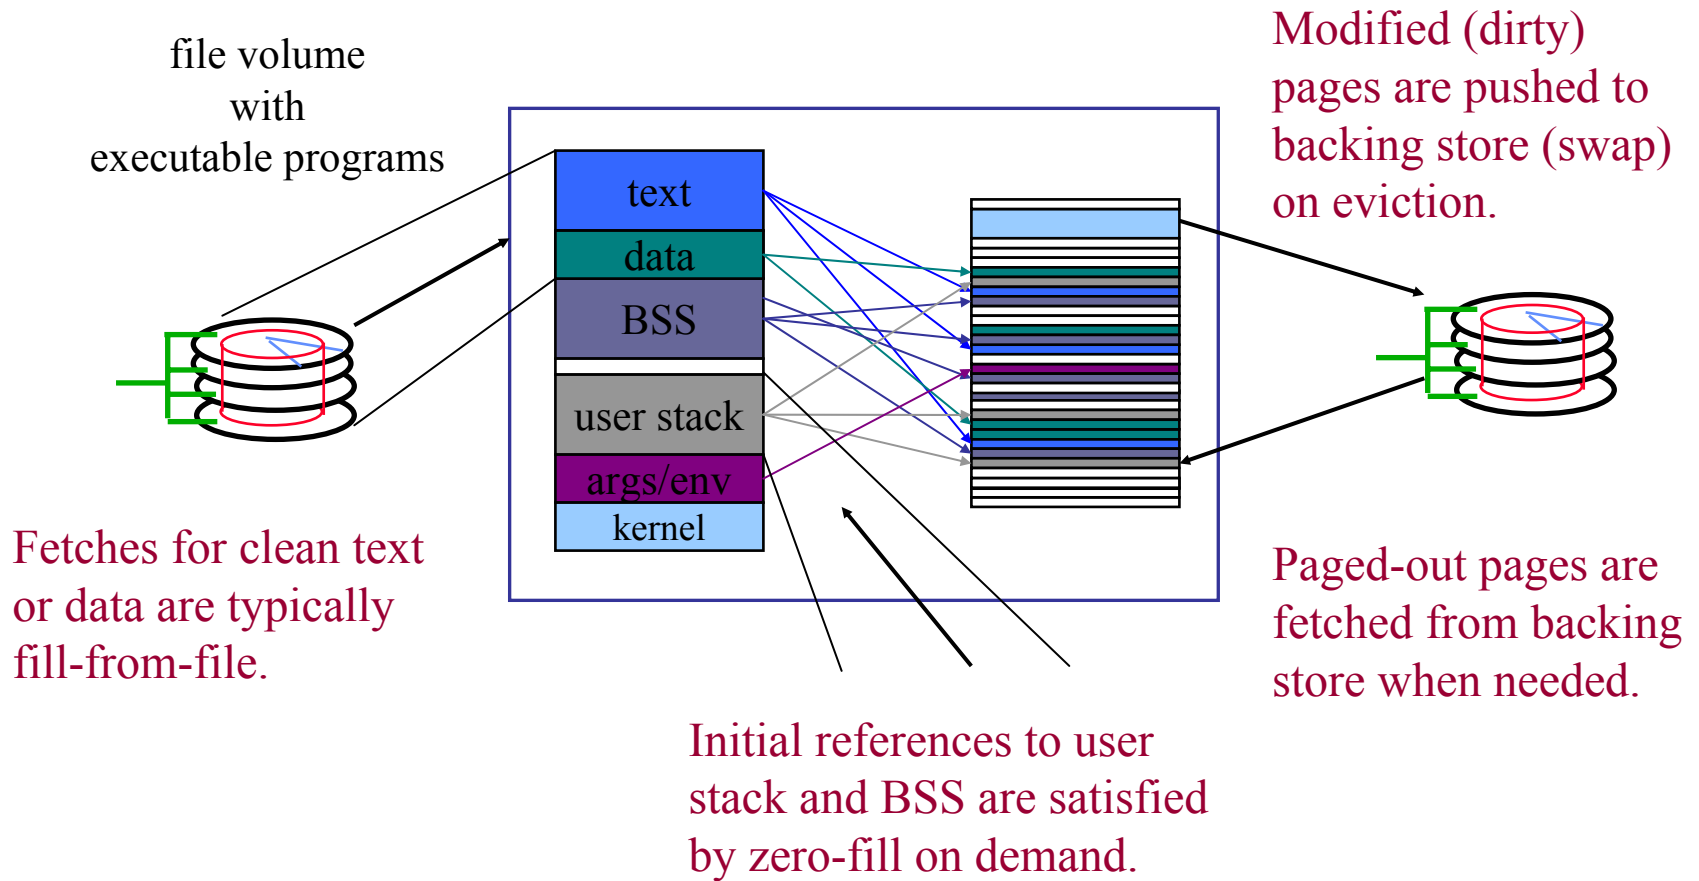 file volume
with
executable programs
Modified (dirty)
pages are pushed to
backing store (swap)
on eviction.
text
data
BSS
user stack
args/env
kernel
Fetches for clean text
or data are typically
fill-from-file.
Paged-out pages are
fetched from backing
store when needed.
Initial references to user
stack and BSS are satisfied
by zero-fill on demand.